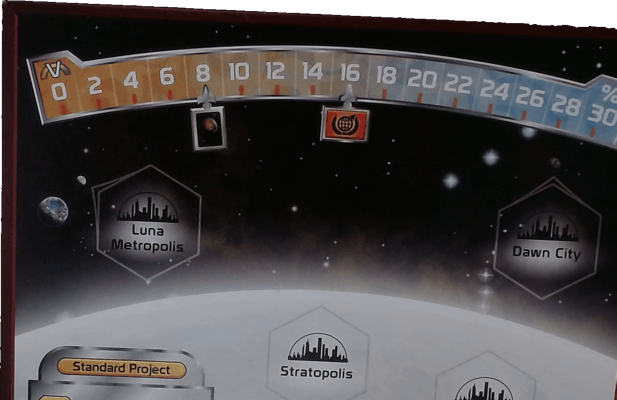 0 2 4 6 8 10 12 14 16 18 20 22 24 26 28 30
%
Luna
Metropolis
Dawn City
Stratopolis
Standard Project